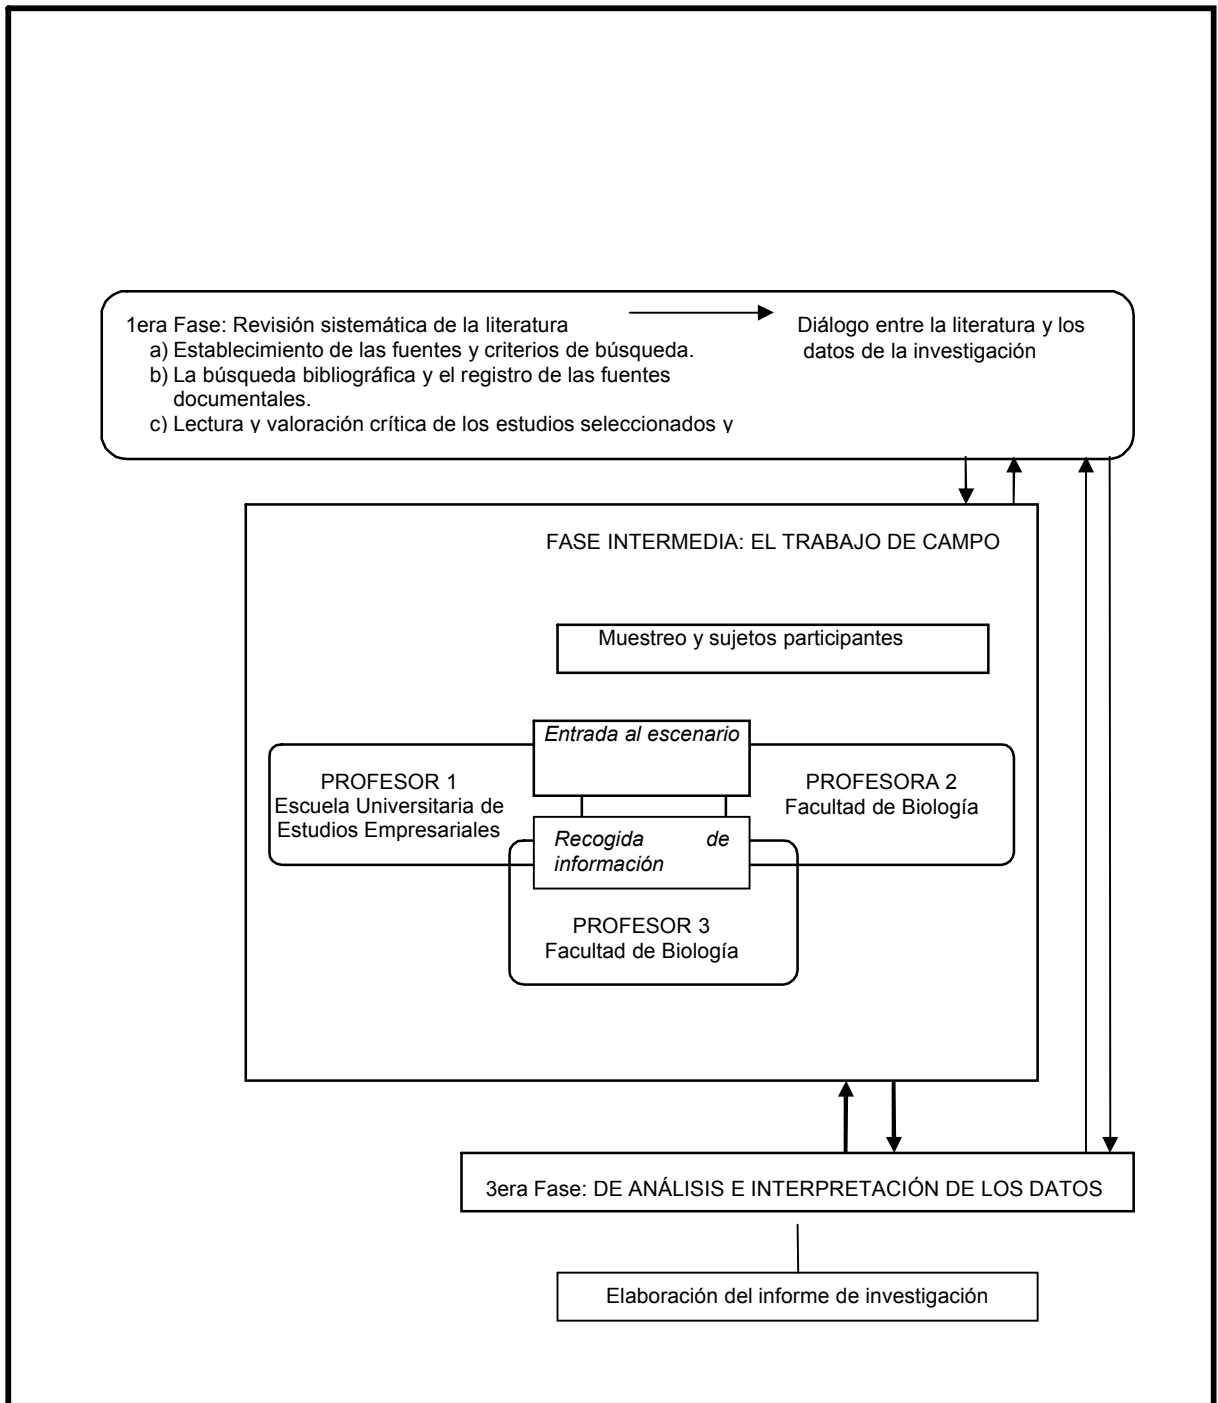 1era Fase: Revisión sistemática de la literatura
a) Establecimiento de las fuentes y criterios de búsqueda.
b) La búsqueda bibliográfica y el registro de las fuentes
documentales.
c) Lectura y valoración crítica de los estudios seleccionados y
Diálogo entre la literatura y los
datos de la investigación
FASE INTERMEDIA: EL TRABAJO DE CAMPO
Muestreo y sujetos participantes
Entrada al escenario
PROFESOR 1
Escuela Universitaria de
Estudios Empresariales
PROFESORA 2
Facultad de Biología
Recogida de
información
PROFESOR 3
Facultad de Biología
3era Fase: DE ANÁLISIS E INTERPRETACIÓN DE LOS DATOS
Elaboración del informe de investigación